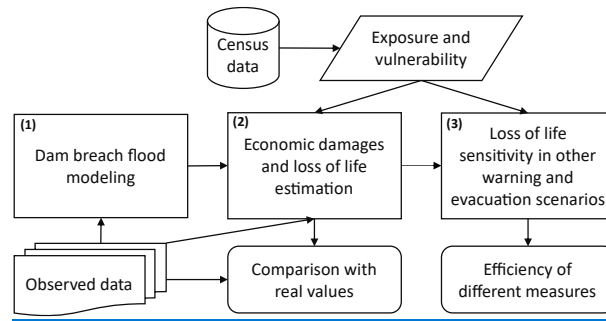 Census
data
Exposure and
vulnerability
(1)
Dam breach flood
modeling
(2)
Economic damages
and loss of life
estimation
(3)
Loss of life
sensitivity in other
warning and
evacuation scenarios
Observed data
Comparison with
real values
Efficiency of
different measures